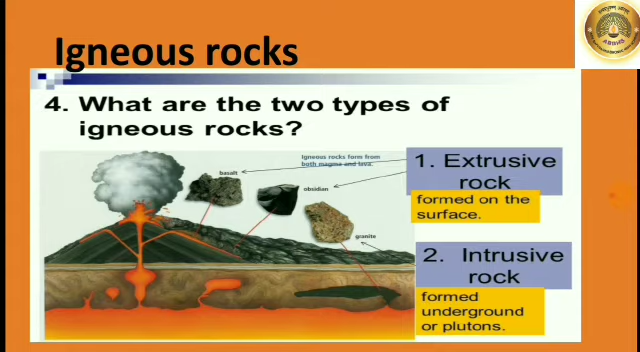 Igneous rocks
4. What are the two types of
igneous rocks?
Igneous rocks form from
both magma and lava.
basalt
obsidian
granite
1. Extrusive
rock
formed on the
surface.
2. Intrusive
rock
formed
underground
or plutons.